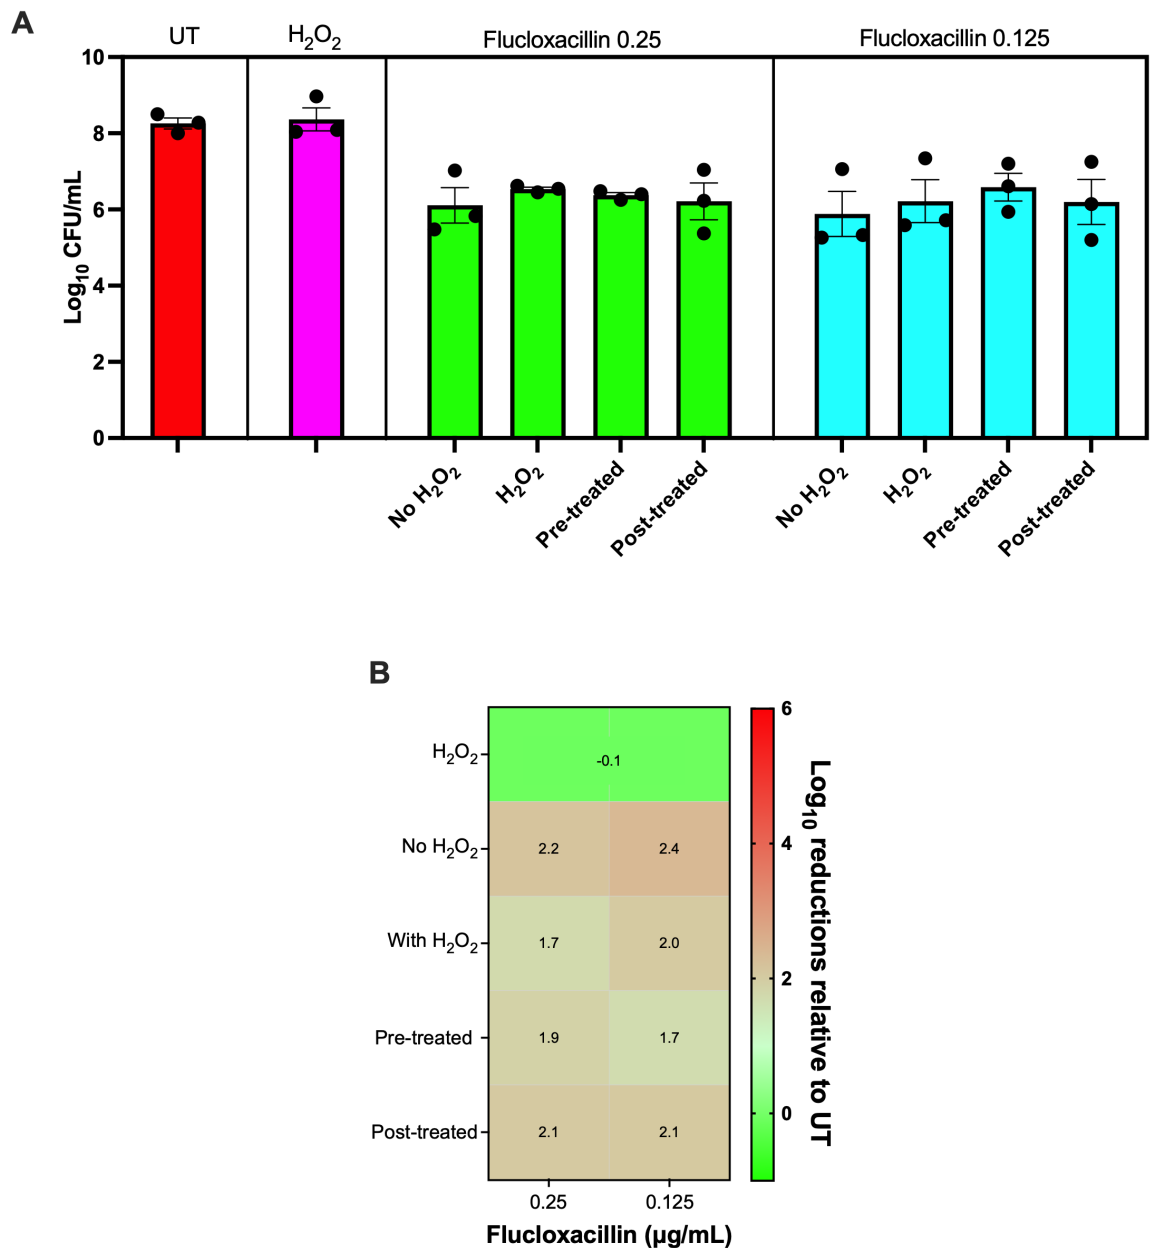 A
UT
H₂O₂
Flucloxacillin 0.25
Flucloxacillin 0.125
Log₁₀ CFU/mL
10
8
6
4
2
0
No H₂O₂
H₂O₂
Pre-treated
Post-treated
No H₂O₂
H₂O₂
Pre-treated
Post-treated
B
H₂O₂
-0.1
No H₂O₂
2.2
2.4
With H₂O₂
1.7
2.0
Pre-treated
1.9
1.7
Post-treated
2.1
2.1
0.25
0.125
Flucloxacillin (µg/mL)
6
4
2
0
Log₁₀ reductions relative to UT